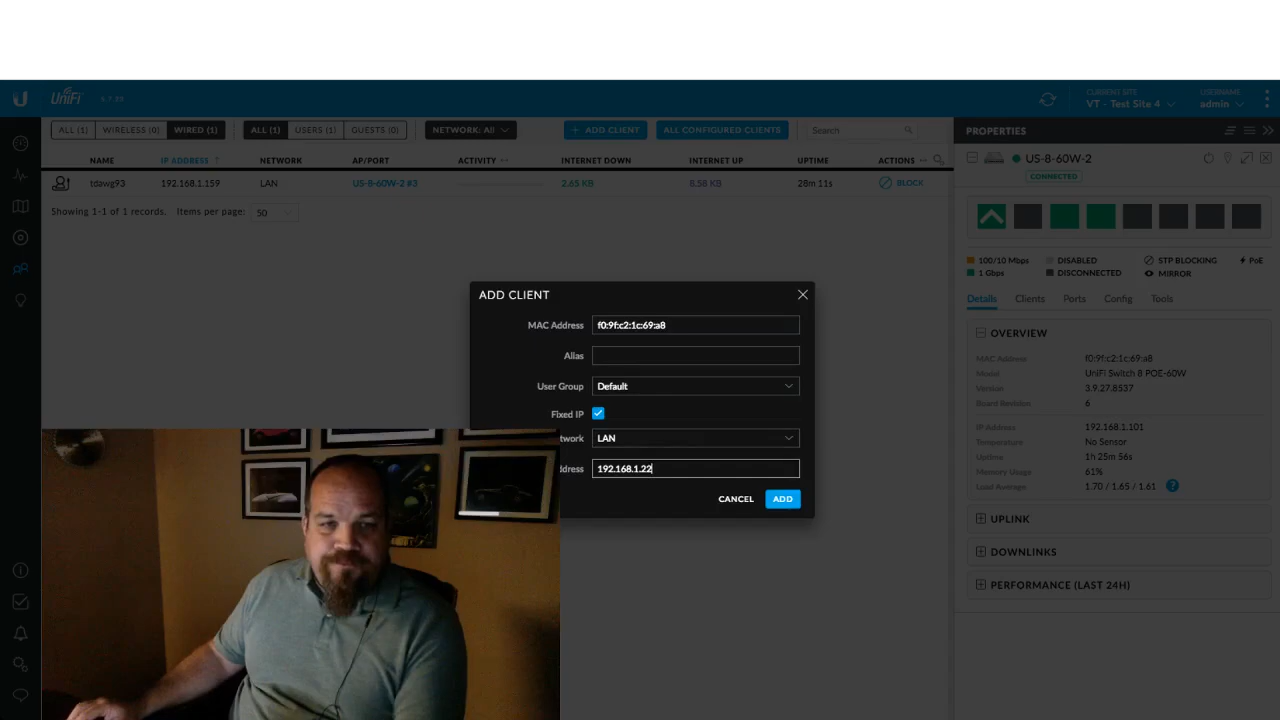 UniFi 5.7.23
CURRENT SITE
VT - Test Site 4
USERNAME
admin
ALL (1) WIRELESS (0) WIRED (1) ALL (1) USERS (1) GUESTS (0) NETWORK: All + ADD CLIENT ALL CONFIGURED CLIENTS Search
NAME IP ADDRESS NETWORK AP/PORT ACTIVITY INTERNET DOWN INTERNET UP UPTIME ACTIONS
tdawg93 192.168.1.159 LAN US-8-60W-2 #3 2.65 KB 8.58 KB 28m 11s BLOCK
Showing 1-1 of 1 records. Items per page: 50
ADD CLIENT
MAC Address f0:9f:c2:1c:69:a8
Alias
User Group Default
Fixed IP
twork LAN
ddress 192.168.1.22
CANCEL ADD
PROPERTIES
US-8-60W-2
CONNECTED
100/10 Mbps DISABLED STP BLOCKING PoE
1 Gbps DISCONNECTED MIRROR
Details Clients Ports Config Tools
OVERVIEW
MAC Address f0:9f:c2:1c:69:a8
Model UniFi Switch 8 POE-60W
Version 3.9.27.8537
Board Revision 6
IP Address 192.168.1.101
Temperature No Sensor
Uptime 1h 25m 56s
Memory Usage 61%
Load Average 1.70 / 1.65 / 1.61
UPLINK
DOWNLINKS
PERFORMANCE (LAST 24H)